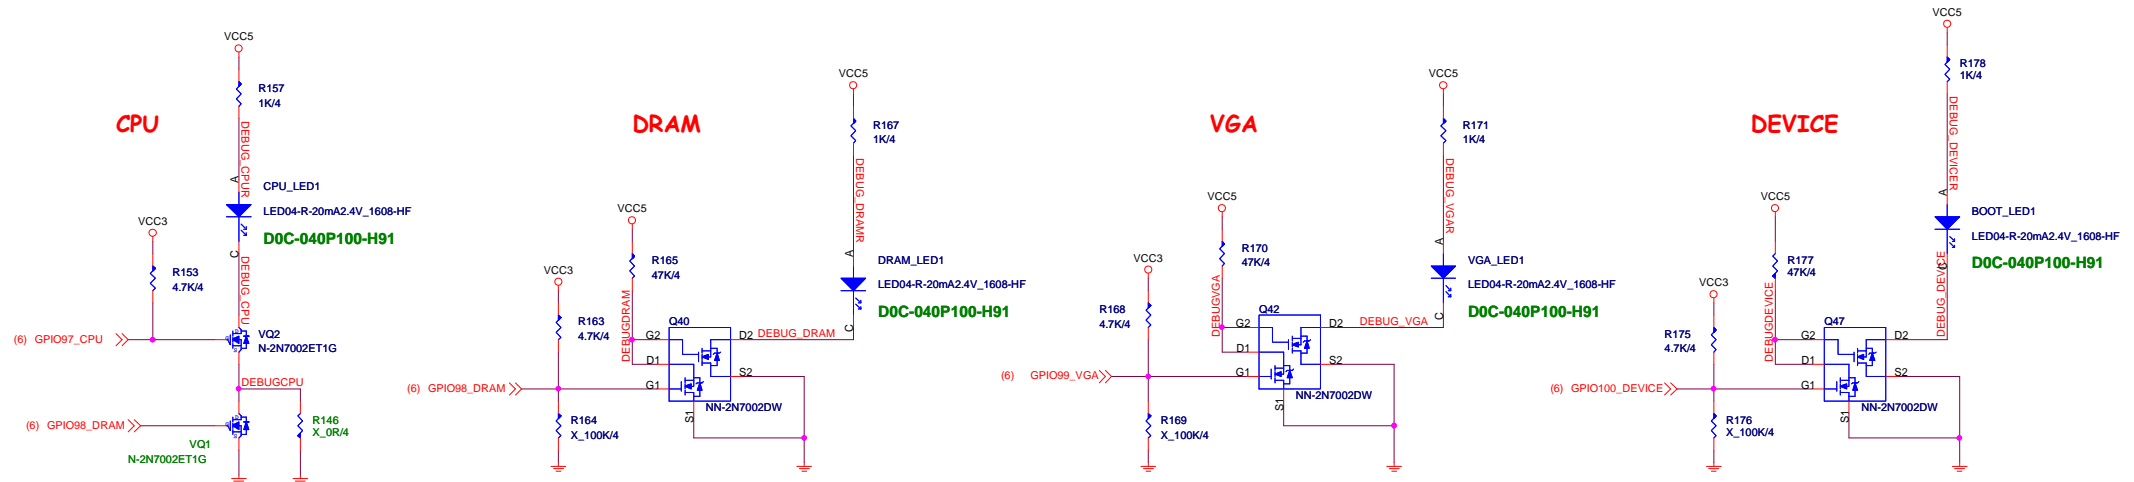 CPU
VCC5
R157
1K/4
DEBUG_CPUR
A
CPU_LED1
LED04-R-20mA2.4V_1608-HF
D0C-040P100-H91
C
DEBUG_CPU
VCC3
R153
4.7K/4
(6) GPIO97_CPU
VQ2
N-2N7002ET1G
DEBUGCPU
(6) GPIO98_DRAM
VQ1
N-2N7002ET1G
R146
X_0R/4
DRAM
VCC5
R167
1K/4
DEBUG_DRAMR
A
DRAM_LED1
LED04-R-20mA2.4V_1608-HF
D0C-040P100-H91
C
VCC5
R165
47K/4
DEBUGDRAM
VCC3
R163
4.7K/4
Q40
G2
D2
DEBUG_DRAM
D1
S2
(6) GPIO98_DRAM
G1
S1
NN-2N7002DW
R164
X_100K/4
VGA
VCC5
R171
1K/4
DEBUG_VGAR
A
VGA_LED1
LED04-R-20mA2.4V_1608-HF
D0C-040P100-H91
C
VCC5
R170
47K/4
DEBUGVGA
VCC3
R168
4.7K/4
Q42
G2
D2
DEBUG_VGA
D1
S2
(6) GPIO99_VGA
G1
S1
NN-2N7002DW
R169
X_100K/4
DEVICE
VCC5
R178
1K/4
DEBUG_DEVICER
A
BOOT_LED1
LED04-R-20mA2.4V_1608-HF
D0C-040P100-H91
C
DEBUG_DEVICE
VCC5
R177
47K/4
DEBUGDEVICE
VCC3
R175
4.7K/4
Q47
G2
D2
D1
S2
(6) GPIO100_DEVICE
G1
S1
NN-2N7002DW
R176
X_100K/4